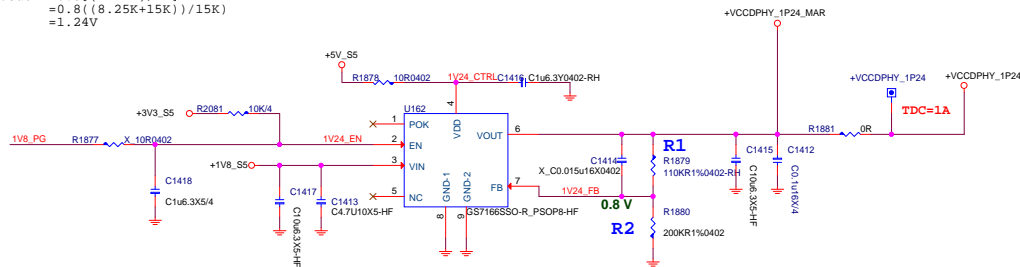 =0.8((8.25K+15K))/15K)
=1.24V
+VCCDPHY_1P24_MAR
+5V_S5
R1878
10R0402
1V24_CTRL
C1416
C1u6.3Y0402-RH
+VCCDPHY_1P24
+VCCDPHY_1P24
TDC=1A
+3V3_S5
R2081
10K/4
U162
4
VDD
1
POK
VOUT
6
R1881
0R
1V8_PG
R1877
X_10R0402
1V24_EN
2
EN
+1V8_S5
3
VIN
5
NC
GND-1
GND-2
FB
7
8
9
GS7166SSO-R_PSOP8-HF
C1418
C1u6.3X5/4
C1417
C10u6.3X5-HF
C1413
C4.7U10X5-HF
C1414
X_C0.015u16X0402
R1
R1879
110KR1%0402-RH
1V24_FB
0.8 V
R2
R1880
200KR1%0402
C1415
C10u6.3X5-HF
C1412
C0.1u16X/4